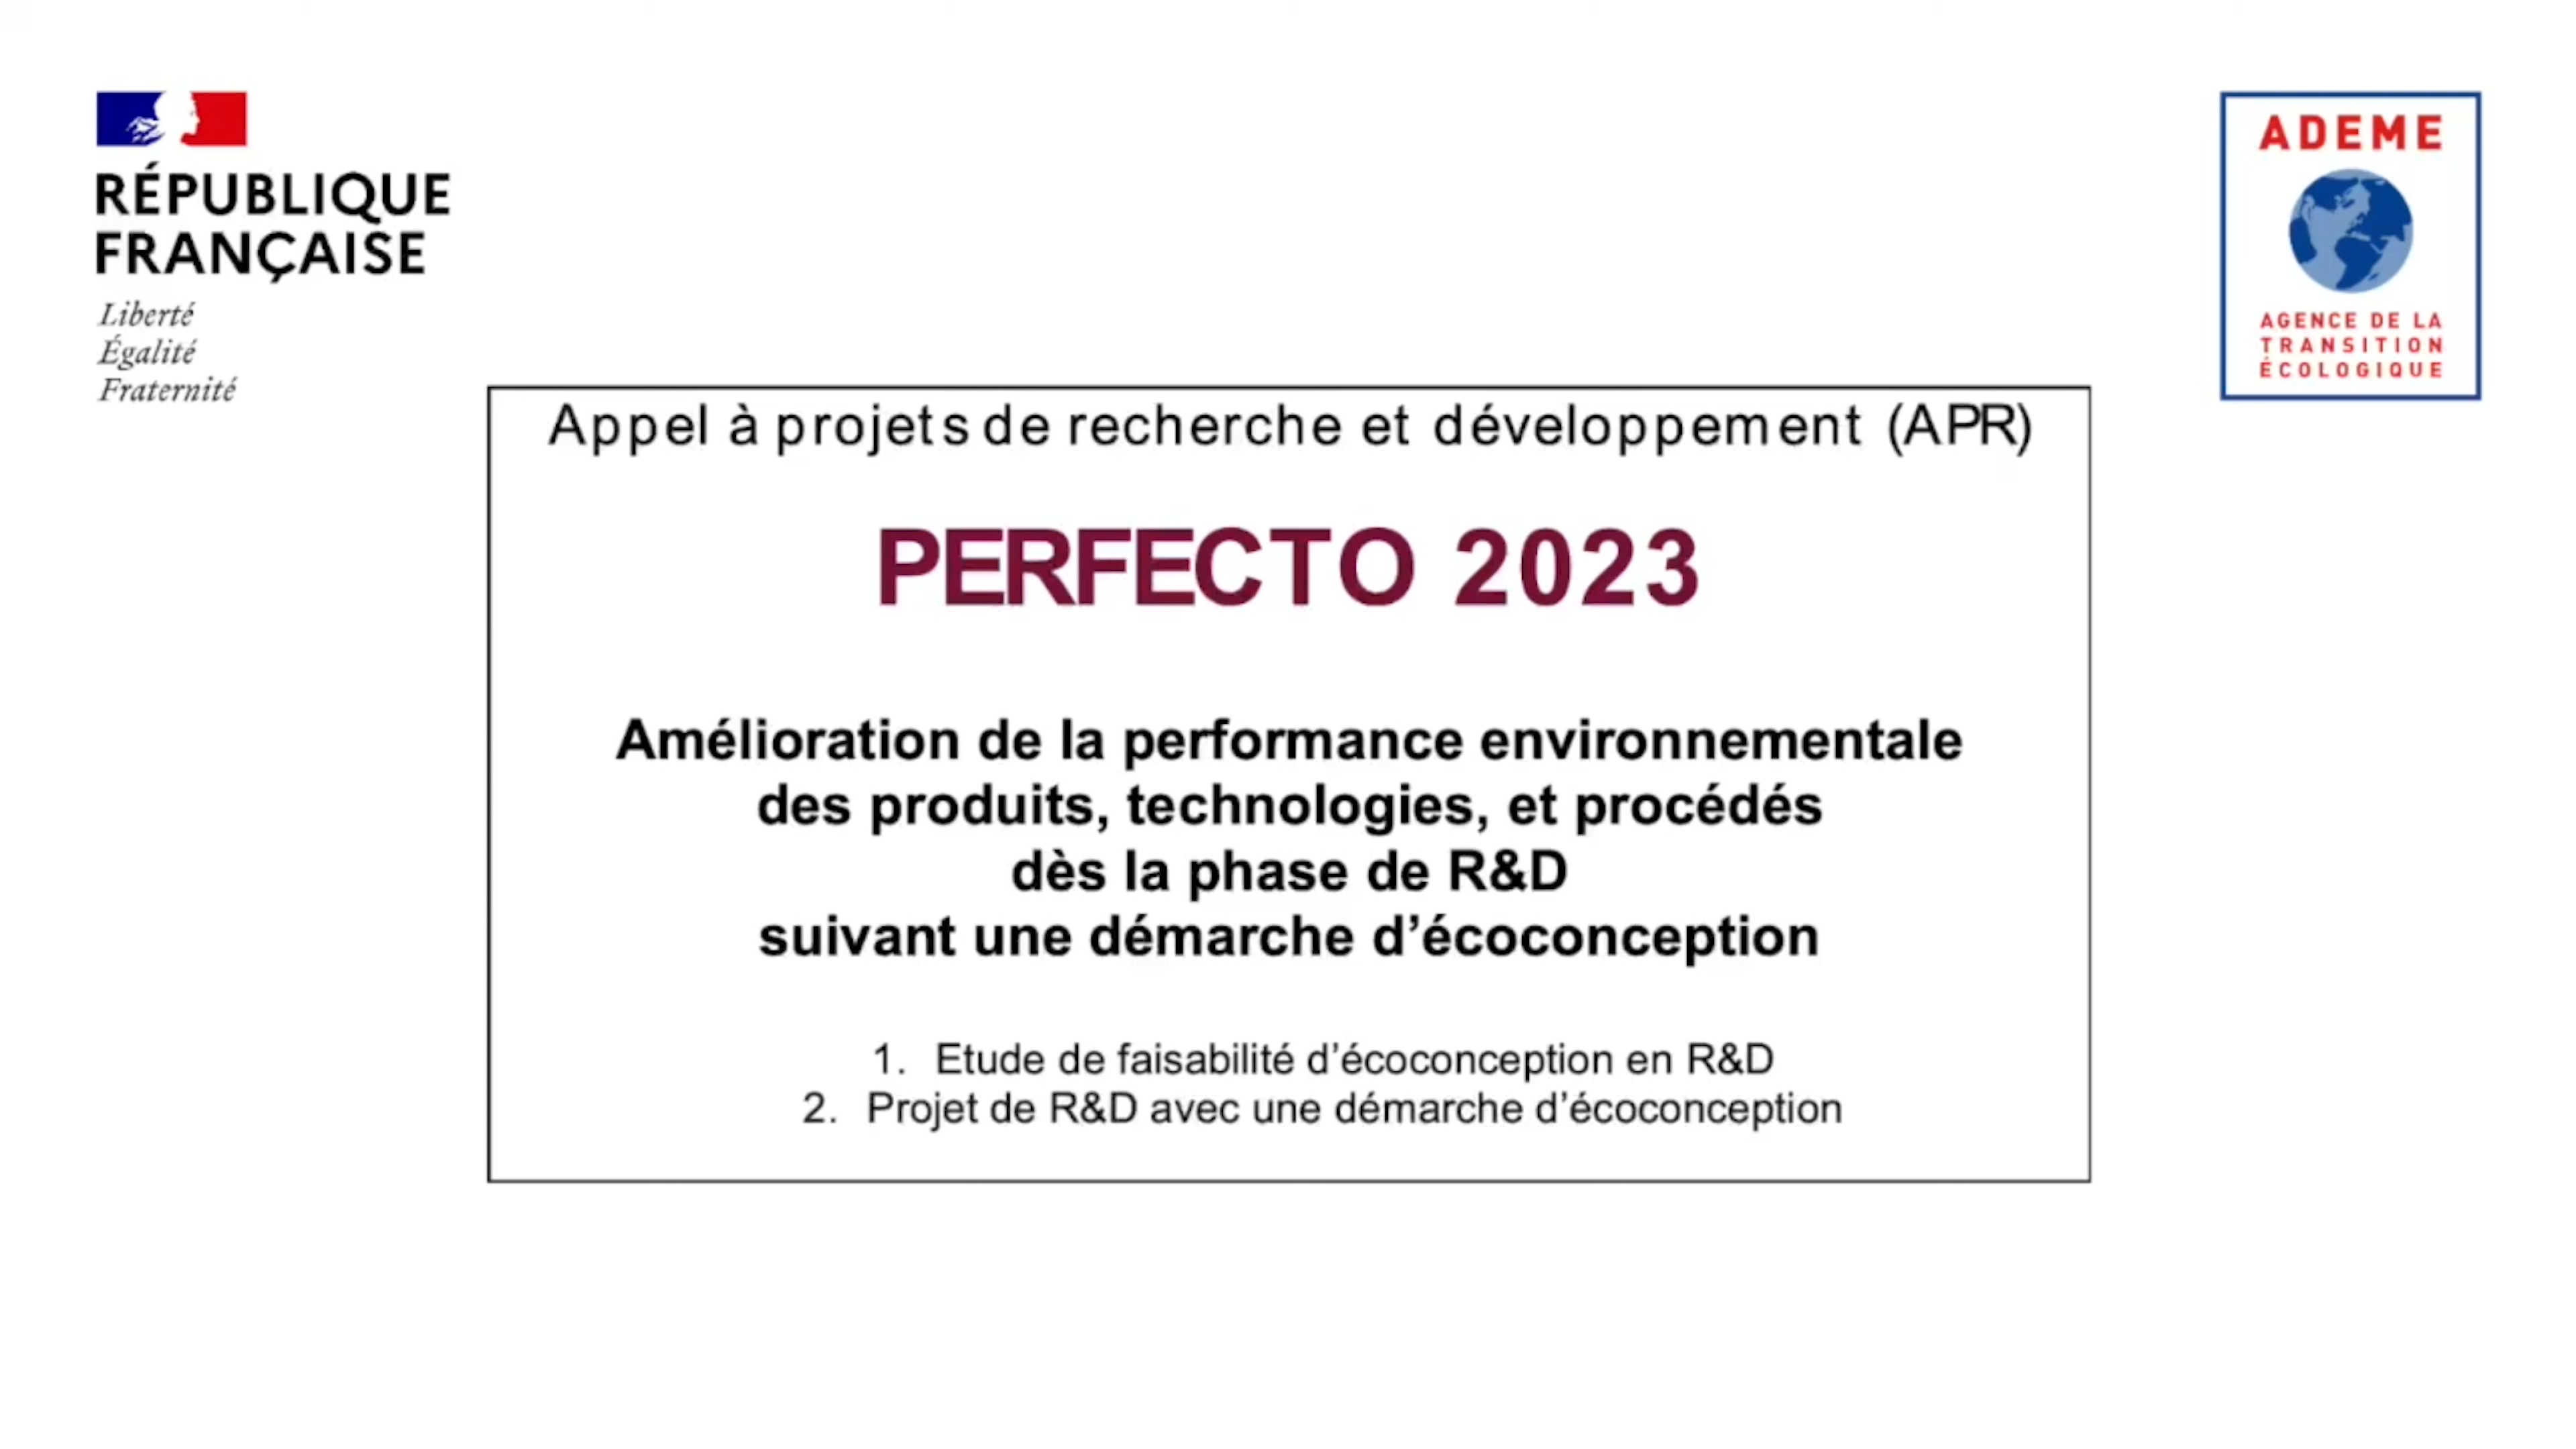 RÉPUBLIQUE
FRANÇAISE
Liberté
Égalité
Fraternité
ADEME
AGENCE DE LA
TRANSITION
ÉCOLOGIQUE
Appel à projets de recherche et développement (APR)
PERFECTO 2023
Amélioration de la performance environnementale
des produits, technologies, et procédés
dès la phase de R&D
suivant une démarche d’écoconception
1. Etude de faisabilité d’écoconception en R&D
2. Projet de R&D avec une démarche d’écoconception